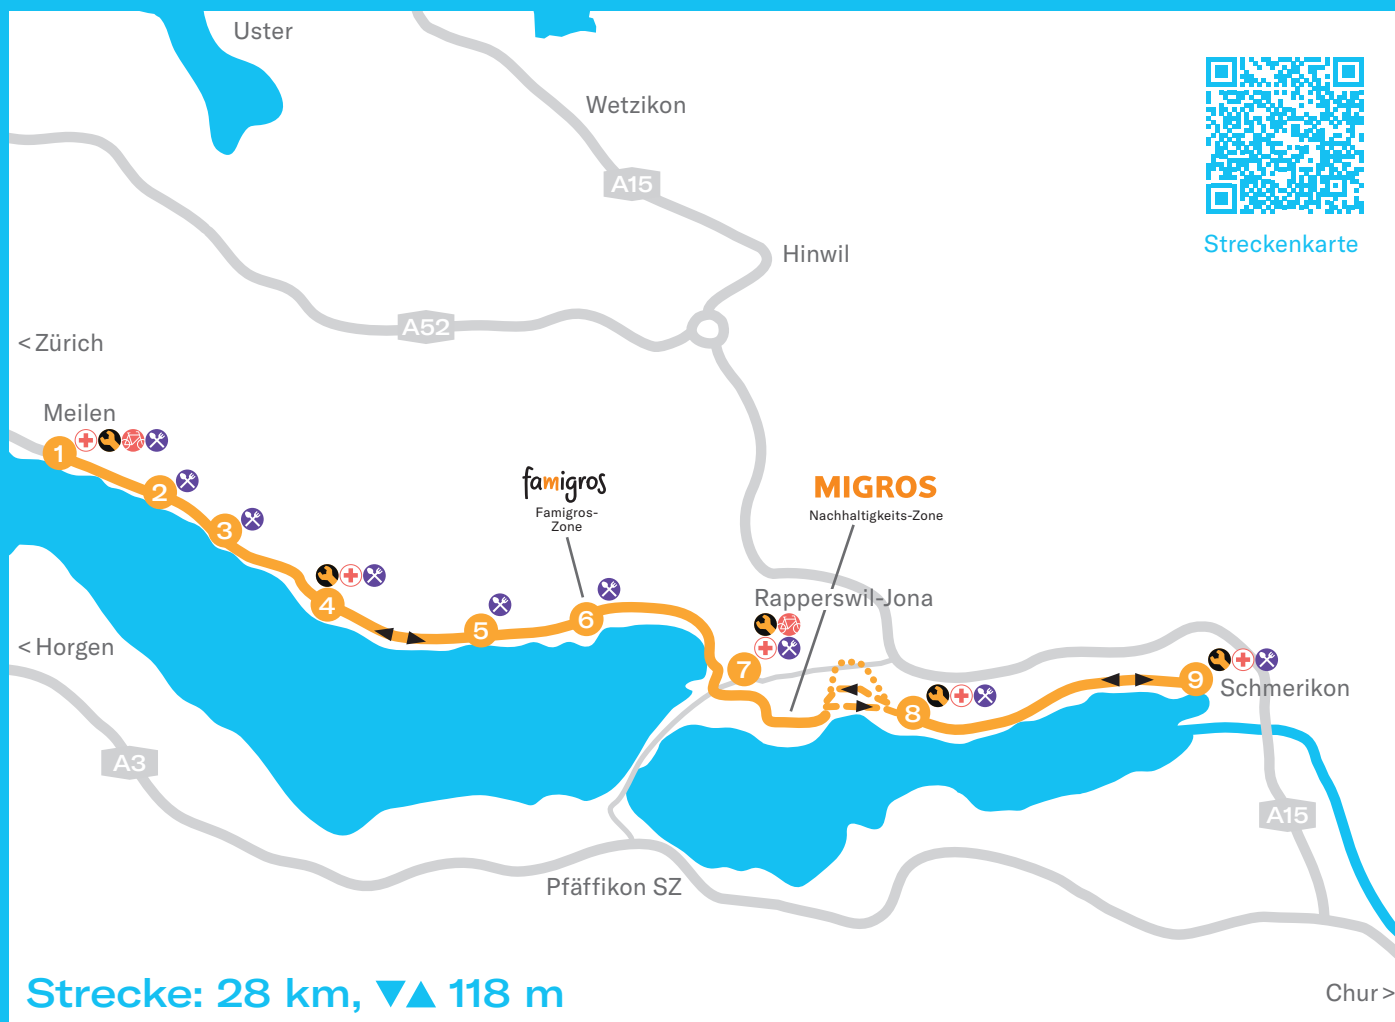 Uster
Wetzikon
A15
Hinwil
Streckenkarte
A52
< Zürich
Meilen
1
2
3
famigros
Famigros-
Zone
MIGROS
Nachhaltigkeits-Zone
4
5
6
Rapperswil-Jona
7
8
9
Schmerikon
< Horgen
A3
A15
Pfäffikon SZ
Strecke: 28 km, ▼▲ 118 m
Chur >